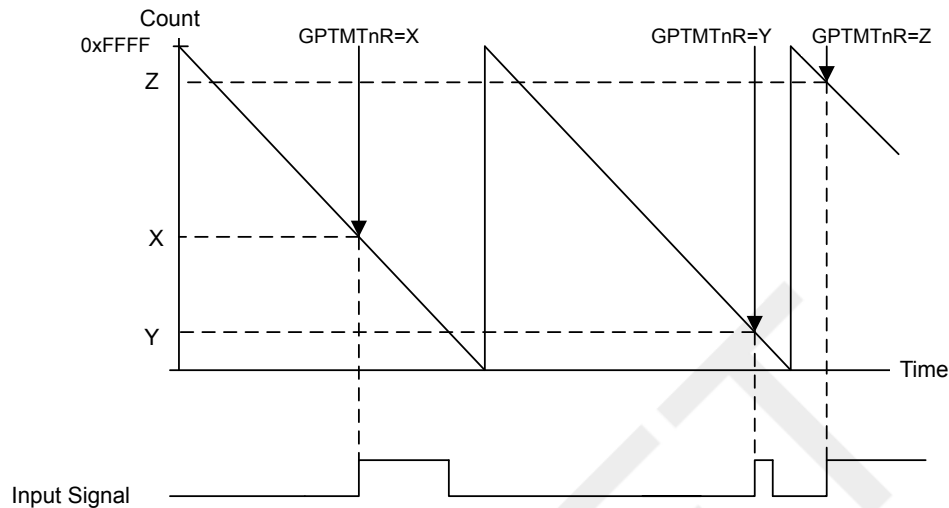 Count
0xFFFF
GPTMTnR=X
GPTMTnR=Y
GPTMTnR=Z
Z
X
Y
Time
Input Signal